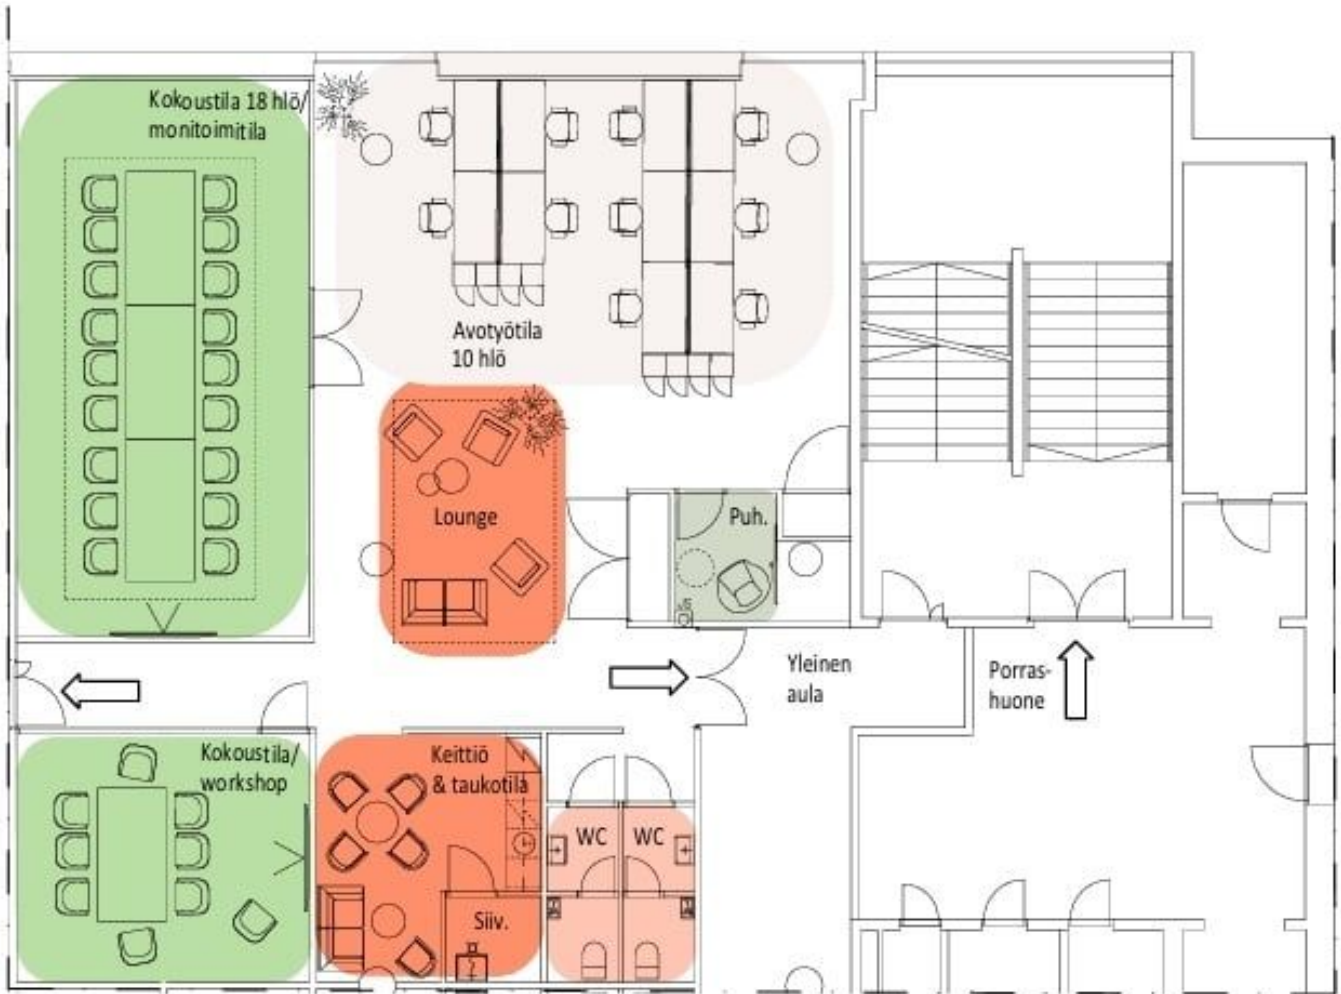 Kokoustila 18 hlö/
monitoimitila
Avotyötila
10 hlö
Lounge
Puh.
Yleinen
aula
Porras-
huone
Kokoustila/
workshop
Keittiö
& taukotila
WC
WC
Siiv.